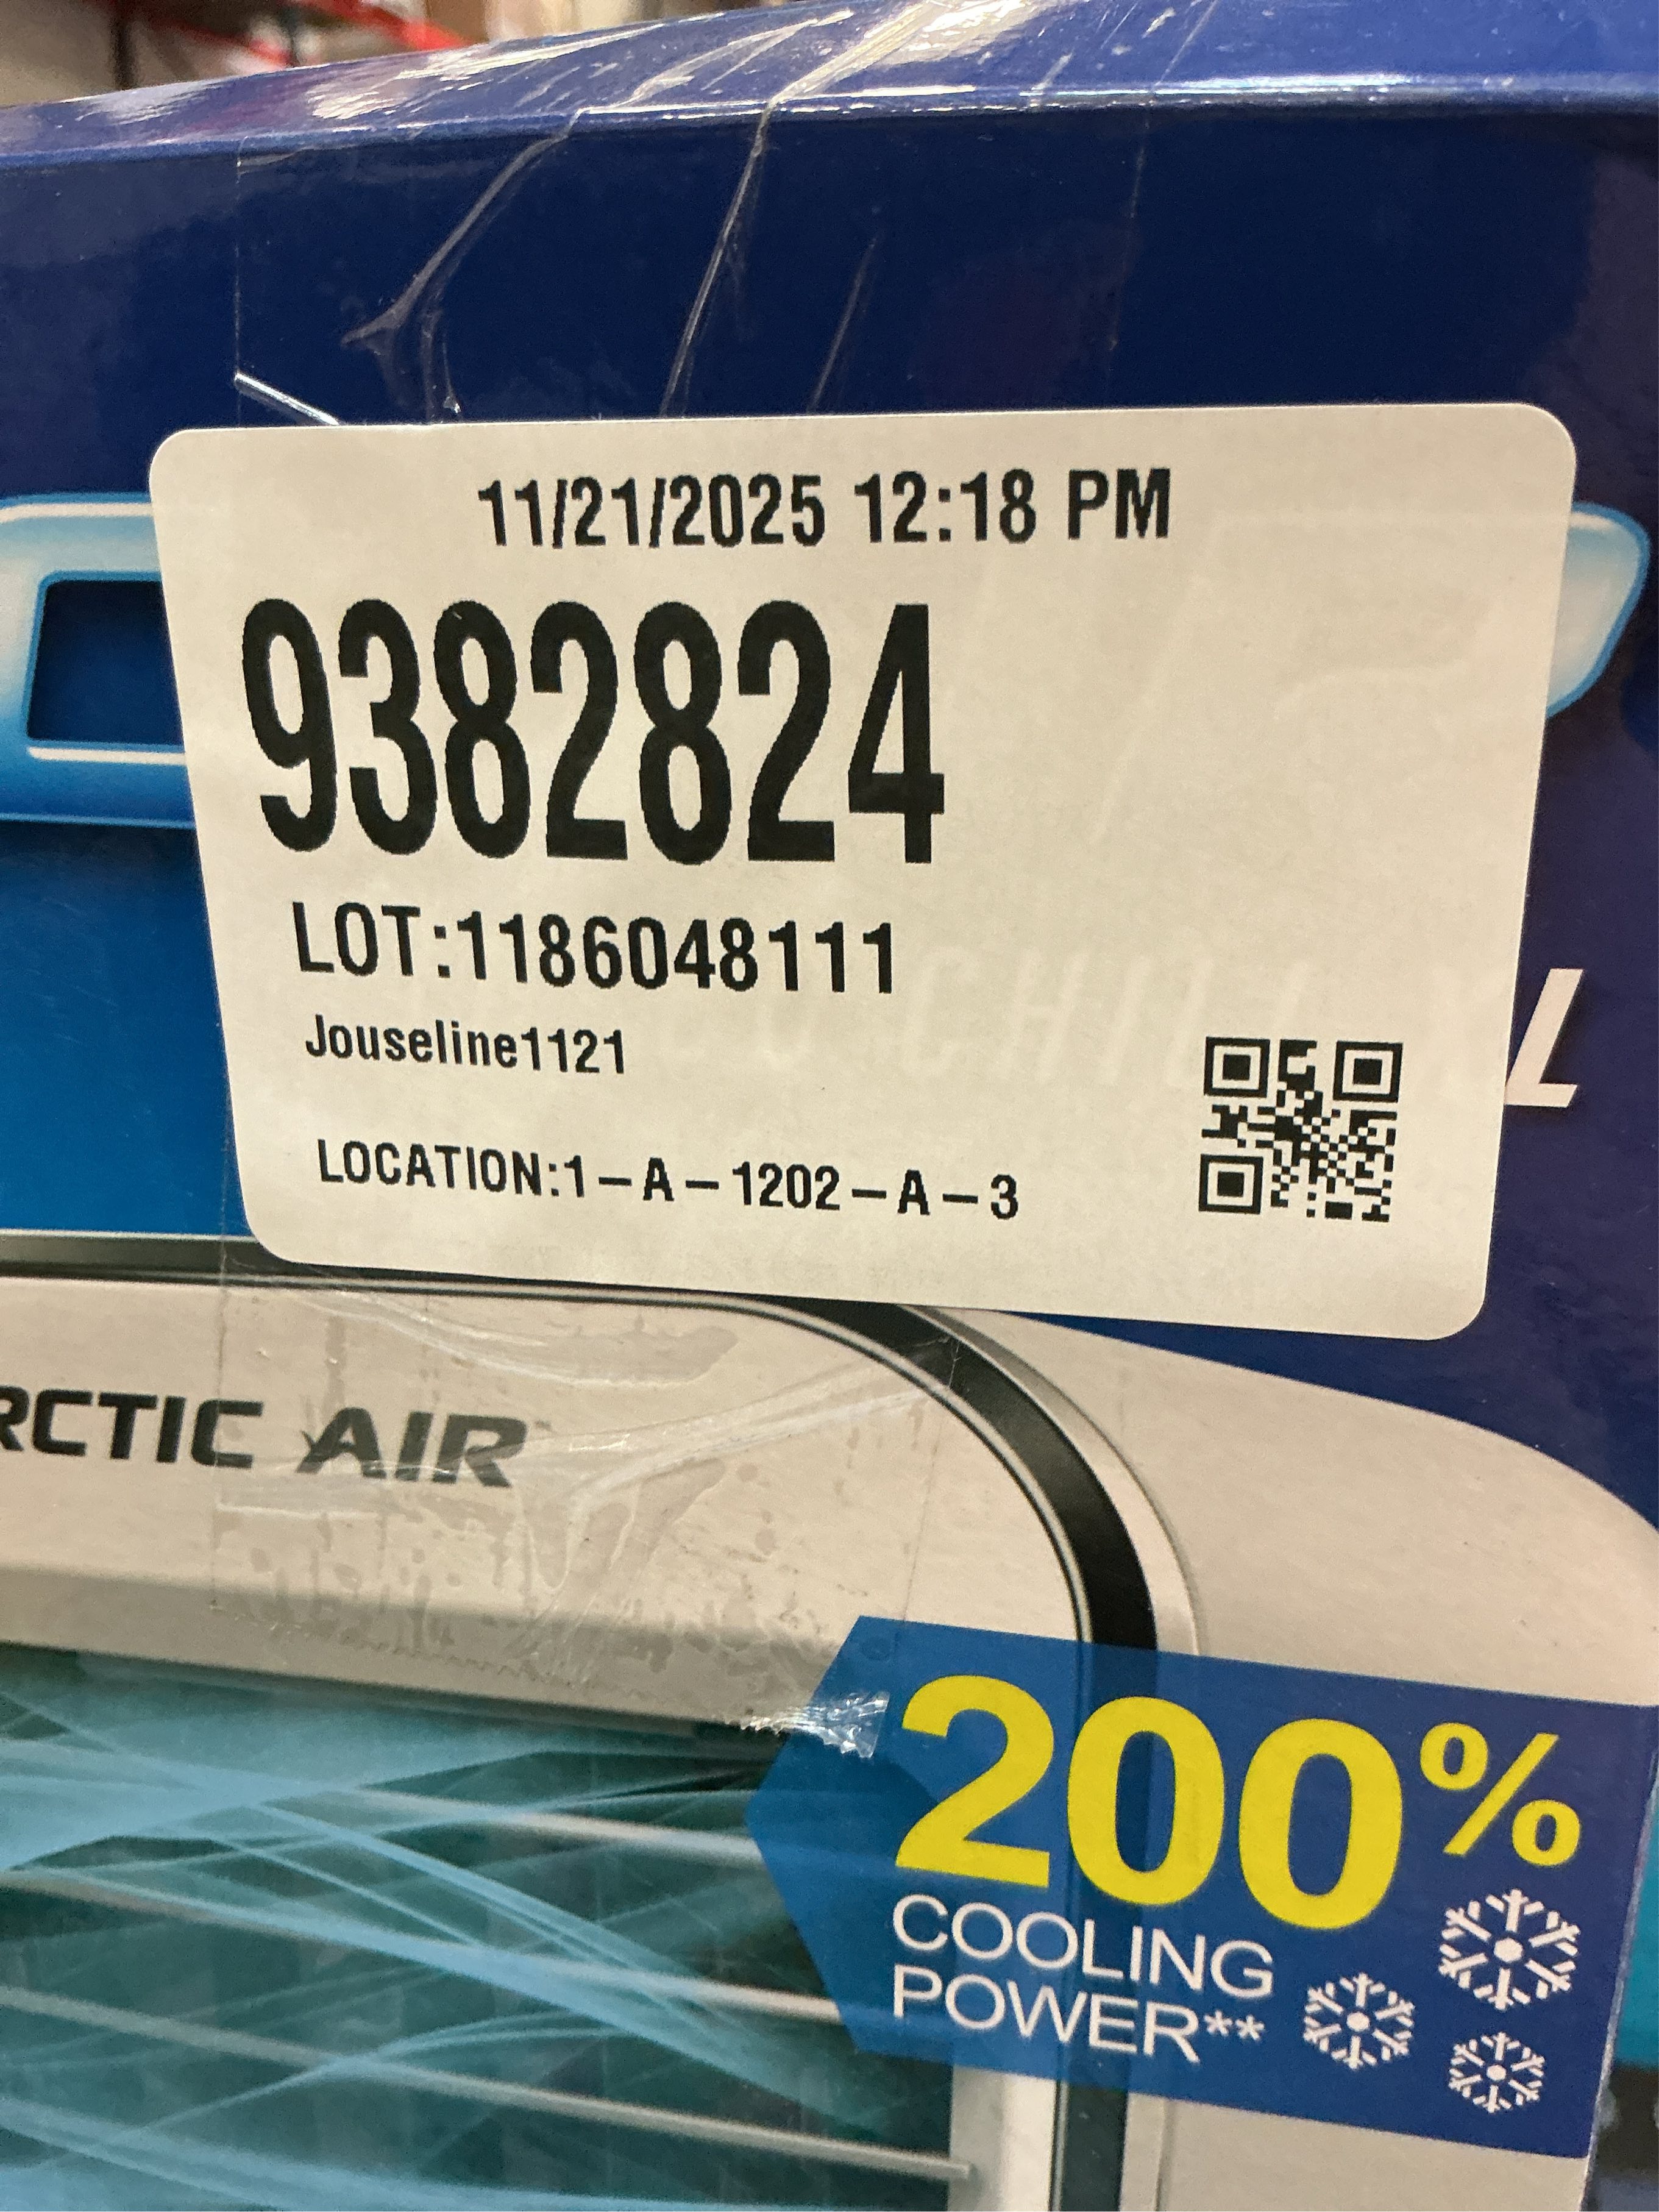 11/21/2025 12:18 PM
9382824
LOT:1186048111
Jouseline1121
LOCATION:1-A-1202-A-3
L
RCTIC AIR
200%
COOLING
POWER**